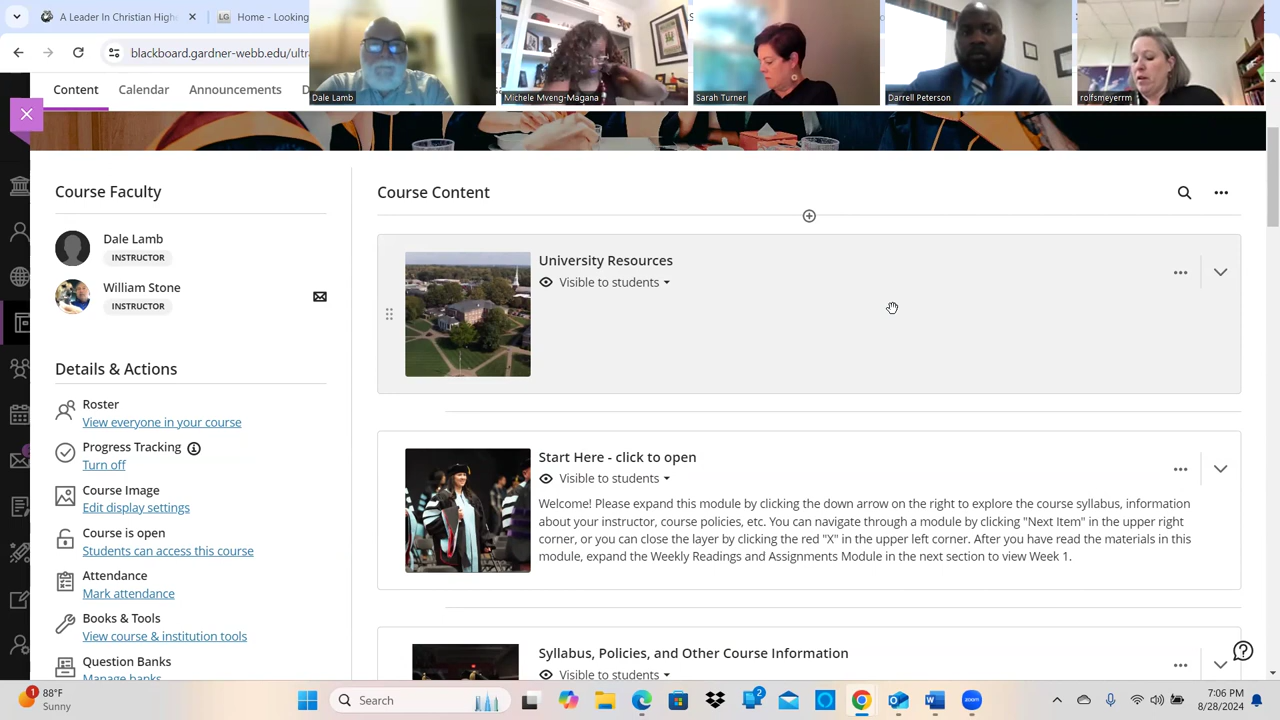 A Leader In Christian High
LG Home - Looking
blackboard.gardner-webb.edu/ultra
Dale Lamb
Michele Mveng-Magana
Sarah Turner
Darrell Peterson
rolfsmeyerrm
Content
Calendar
Announcements
Course Faculty
Dale Lamb
INSTRUCTOR
William Stone
INSTRUCTOR
Details & Actions
Roster
View everyone in your course
Progress Tracking
Turn off
Course Image
Edit display settings
Course is open
Students can access this course
Attendance
Mark attendance
Books & Tools
View course & institution tools
Question Banks
Manage banks
Course Content
University Resources
Visible to students
Start Here - click to open
Visible to students
Welcome! Please expand this module by clicking the down arrow on the right to explore the course syllabus, information
about your instructor, course policies, etc. You can navigate through a module by clicking "Next Item" in the upper right
corner, or you can close the layer by clicking the red "X" in the upper left corner. After you have read the materials in this
module, expand the Weekly Readings and Assignments Module in the next section to view Week 1.
Syllabus, Policies, and Other Course Information
Visible to students
1
88°F
Sunny
Search
2
zoom
7:06 PM
8/28/2024